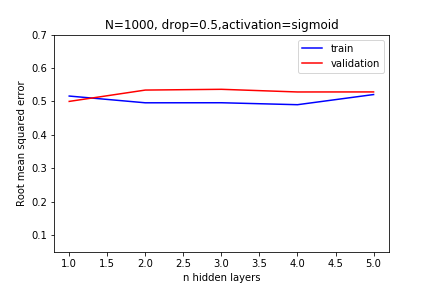 N=1000, drop=0.5,activation=sigmoid
train
validation
Root mean squared error
0.7
0.6
0.5
0.4
0.3
0.2
0.1
1.0 1.5 2.0 2.5 3.0 3.5 4.0 4.5 5.0
n hidden layers